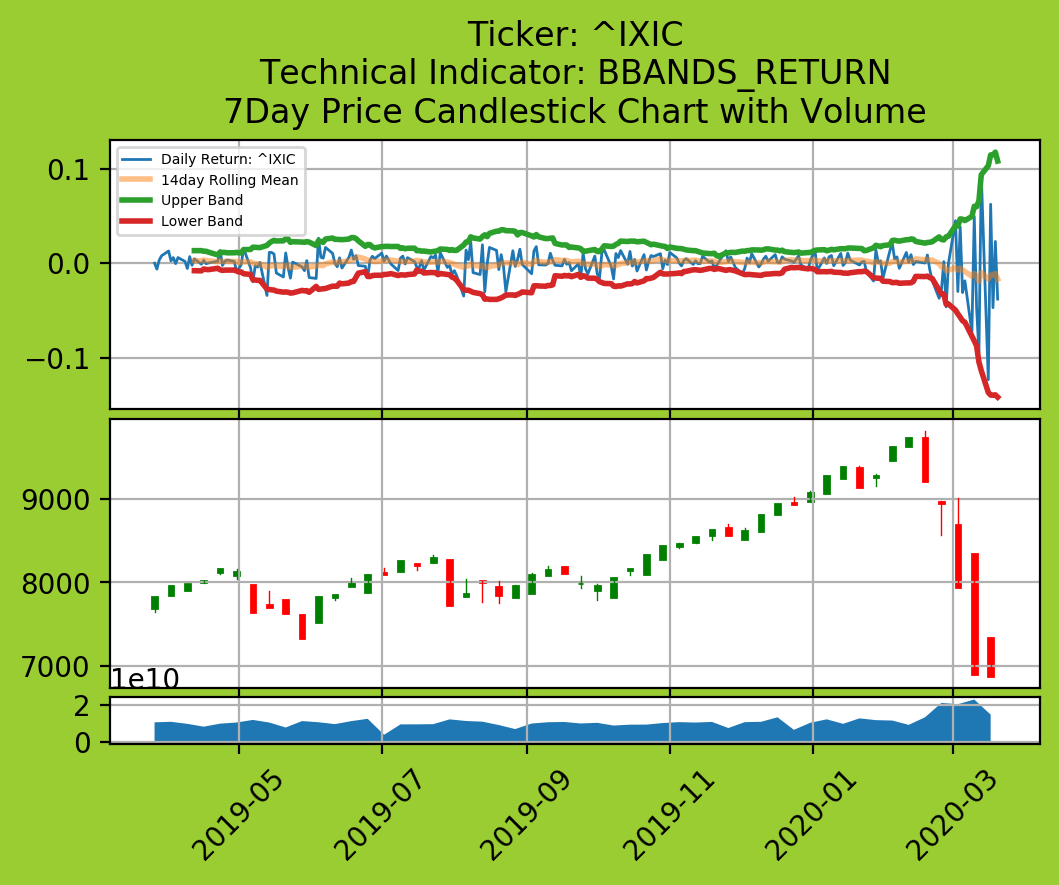 Ticker: ^IXIC
Technical Indicator: BBANDS_RETURN
7Day Price Candlestick Chart with Volume
Daily Return: ^IXIC
14day Rolling Mean
Upper Band
Lower Band
0.1
0.0
−0.1
9000
8000
7000
1e10
2
0
2019-05
2019-07
2019-09
2019-11
2020-01
2020-03